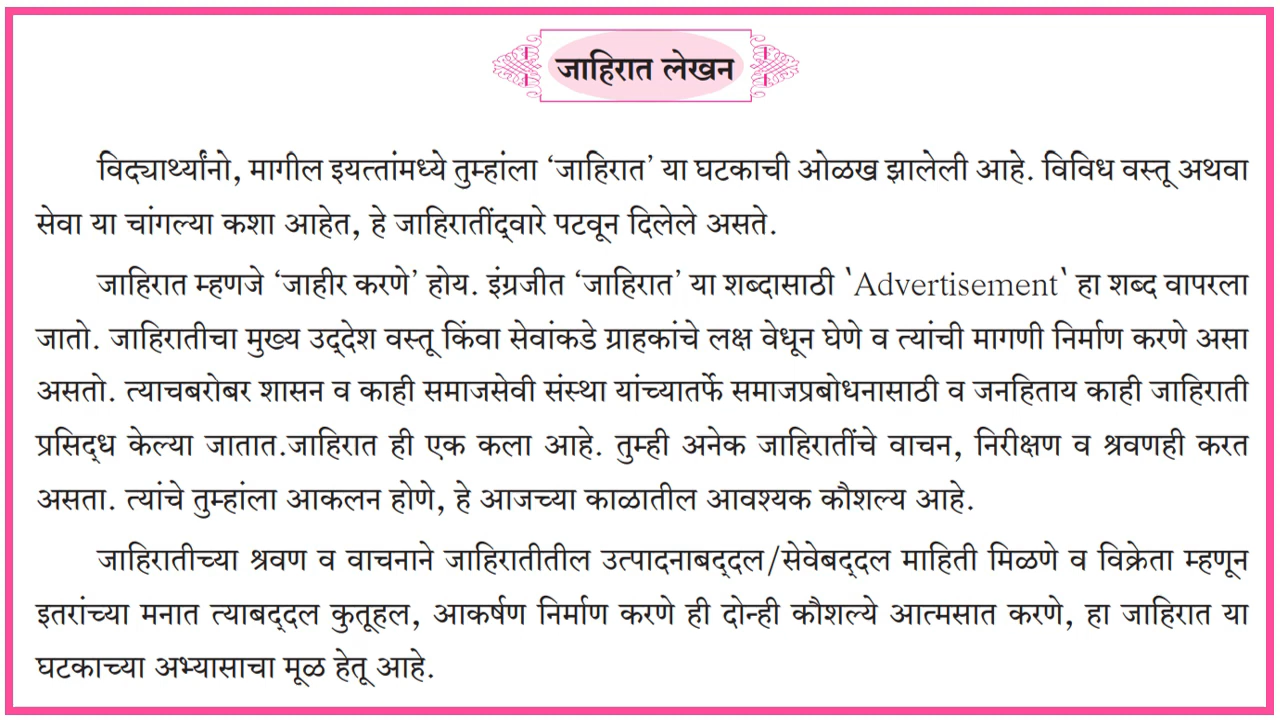 जाहिरात लेखन
विद्यार्थ्यांनो, मागील इयत्तांमध्ये तुम्हांला ‘जाहिरात’ या घटकाची ओळख झालेली आहे. विविध वस्तू अथवा
सेवा या चांगल्या कशा आहेत, हे जाहिरातींद्‌वारे पटवून दिलेले असते.
जाहिरात म्हणजे ‘जाहीर करणे’ होय. इंग्रजीत ‘जाहिरात’ या शब्दासाठी `Advertisement` हा शब्द वापरला
जातो. जाहिरातीचा मुख्य उद्‌देश वस्तू किंवा सेवांकडे ग्राहकांचे लक्ष वेधून घेणे व त्यांची मागणी निर्माण करणे असा
असतो. त्याचबरोबर शासन व काही समाजसेवी संस्था यांच्यातर्फे समाजप्रबोधनासाठी व जनहिताय काही जाहिराती
प्रसिद्‌ध केल्या जातात.जाहिरात ही एक कला आहे. तुम्ही अनेक जाहिरातींचे वाचन, निरीक्षण व श्रवणही करत
असता. त्यांचे तुम्हांला आकलन होणे, हे आजच्या काळातील आवश्यक कौशल्य आहे.
जाहिरातीच्या श्रवण व वाचनाने जाहिरातीतील उत्पादनाबद्‌दल/सेवेबद्‌दल माहिती मिळणे व विक्रेता म्हणून
इतरांच्या मनात त्याबद्‌दल कुतूहल, आकर्षण निर्माण करणे ही दोन्ही कौशल्ये आत्मसात करणे, हा जाहिरात या
घटकाच्या अभ्यासाचा मूळ हेतू आहे.